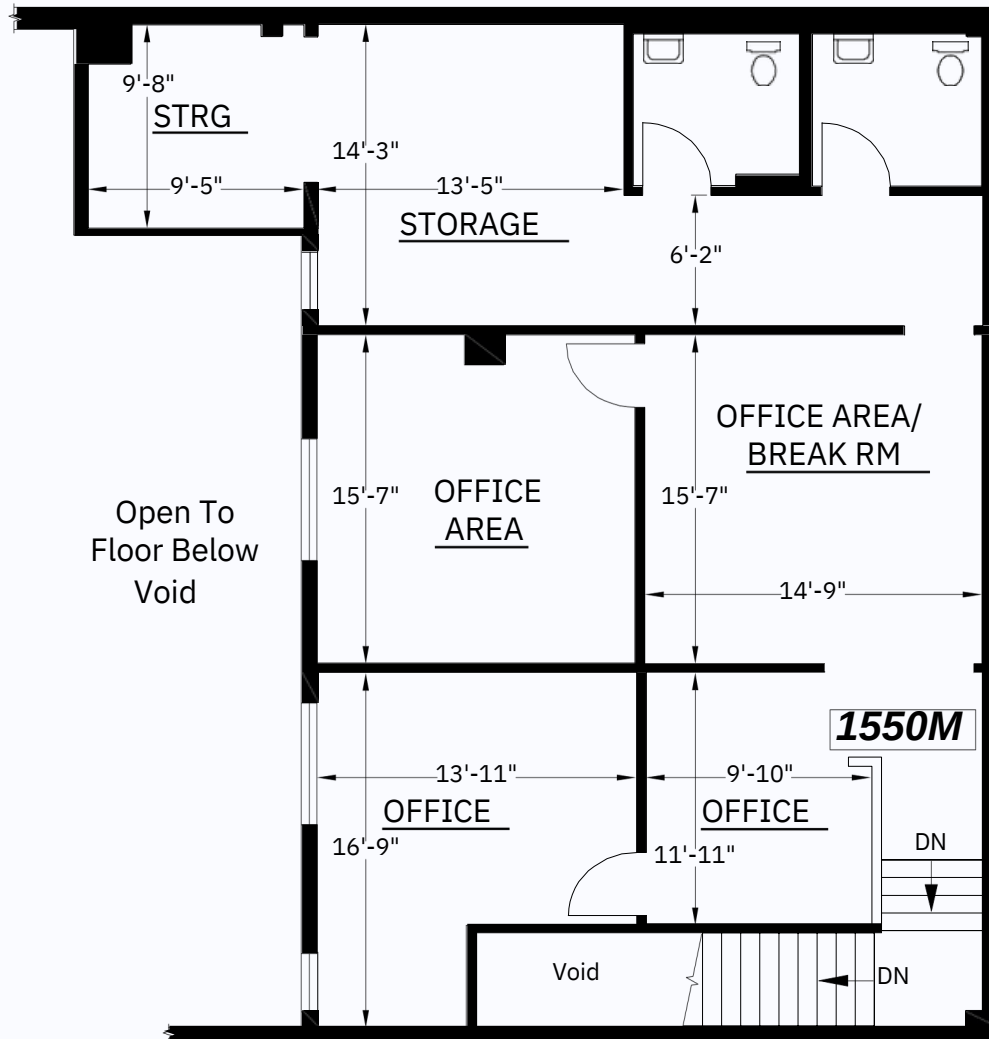 9'-8"
STRG
14'-3"
9'-5"
13'-5"
STORAGE
6'-2"
OFFICE AREA/
BREAK RM
15'-7"
OFFICE
AREA
15'-7"
Open To
Floor Below
Void
14'-9"
1550M
13'-11"
9'-10"
OFFICE
OFFICE
16'-9"
11'-11"
DN
Void
DN